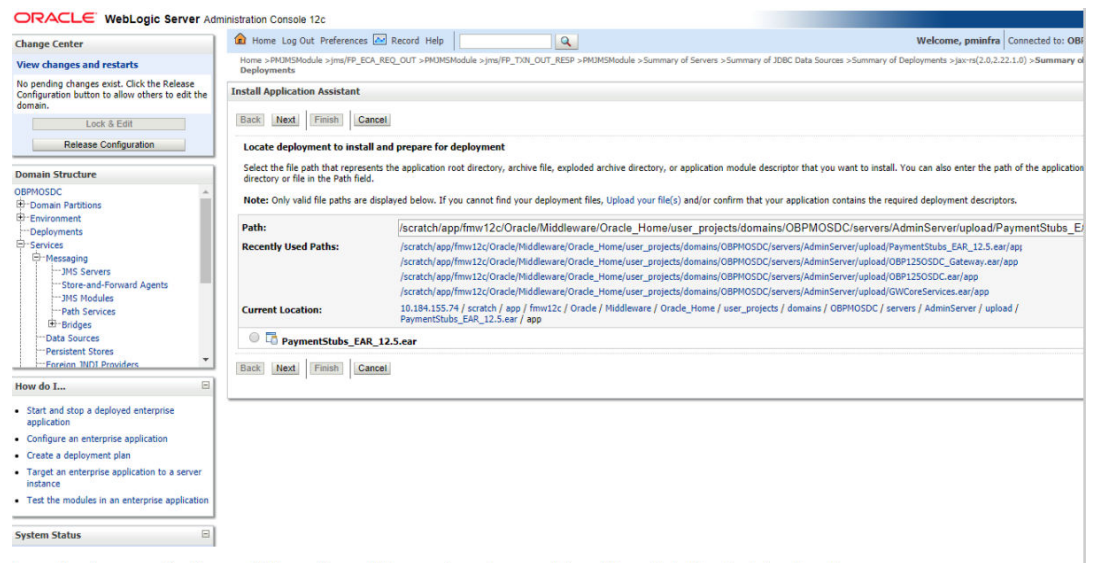 ORACLE WebLogic Server Administration Console 12c
Change Center
View changes and restarts
No pending changes exist. Click the Release
Configuration button to allow others to edit the
domain.
Lock & Edit
Release Configuration
Domain Structure
OBPMOSDC
Domain Partitions
Environment
Deployments
Services
Messaging
JMS Servers
Store-and-Forward Agents
JMS Modules
Path Services
Bridges
Data Sources
Persistent Stores
Foreign JNDI Providers
How do I...
Start and stop a deployed enterprise
application
Configure an enterprise application
Create a deployment plan
Target an enterprise application to a server
instance
Test the modules in an enterprise application
System Status
Home Log Out Preferences Record Help
Welcome, pminfra Connected to: OBP
Home >PMJMSModule >jms/FP_ECA_REQ_OUT >PMJMSModule >jms/FP_TXN_OUT_RESP >PMJMSModule >Summary of Servers >Summary of JDBC Data Sources >Summary of Deployments >jax-rs(2.0,2.22.1.0) >Summary of
Deployments
Install Application Assistant
Back Next Finish Cancel
Locate deployment to install and prepare for deployment
Select the file path that represents the application root directory, archive file, exploded archive directory, or application module descriptor that you want to install. You can also enter the path of the application
directory or file in the Path field.
Note: Only valid file paths are displayed below. If you cannot find your deployment files, Upload your file(s) and/or confirm that your application contains the required deployment descriptors.
Path: /scratch/app/fmw12c/Oracle/Middleware/Oracle_Home/user_projects/domains/OBPMOSDC/servers/AdminServer/upload/PaymentStubs_E
Recently Used Paths: /scratch/app/fmw12c/Oracle/Middleware/Oracle_Home/user_projects/domains/OBPMOSDC/servers/AdminServer/upload/PaymentStubs_EAR_12.5.ear/app
/scratch/app/fmw12c/Oracle/Middleware/Oracle_Home/user_projects/domains/OBPMOSDC/servers/AdminServer/upload/OBP125OSDC_Gateway.ear/app
/scratch/app/fmw12c/Oracle/Middleware/Oracle_Home/user_projects/domains/OBPMOSDC/servers/AdminServer/upload/OBP125OSDC.ear/app
/scratch/app/fmw12c/Oracle/Middleware/Oracle_Home/user_projects/domains/OBPMOSDC/servers/AdminServer/upload/GWCoreServices.ear/app
Current Location: 10.184.155.74 / scratch / app / fmw12c / Oracle / Middleware / Oracle_Home / user_projects / domains / OBPMOSDC / servers / AdminServer / upload /
PaymentStubs_EAR_12.5.ear / app
PaymentStubs_EAR_12.5.ear
Back Next Finish Cancel